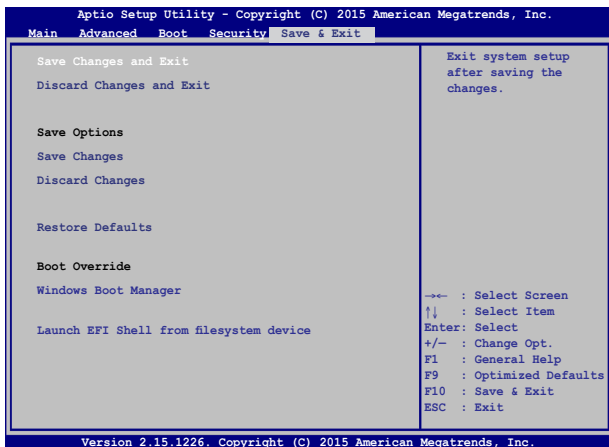 Aptio Setup Utility - Copyright (C) 2015 American Megatrends, Inc.
Main Advanced Boot Security Save & Exit
Save Changes and Exit
Discard Changes and Exit
Save Options
Save Changes
Discard Changes
Restore Defaults
Boot Override
Windows Boot Manager
Launch EFI Shell from filesystem device
Exit system setup
after saving the
changes.
→← : Select Screen
↑↓ : Select Item
Enter: Select
+/— : Change Opt.
F1 : General Help
F9 : Optimized Defaults
F10 : Save & Exit
ESC : Exit
Version 2.15.1226. Copyright (C) 2015 American Megatrends, Inc.